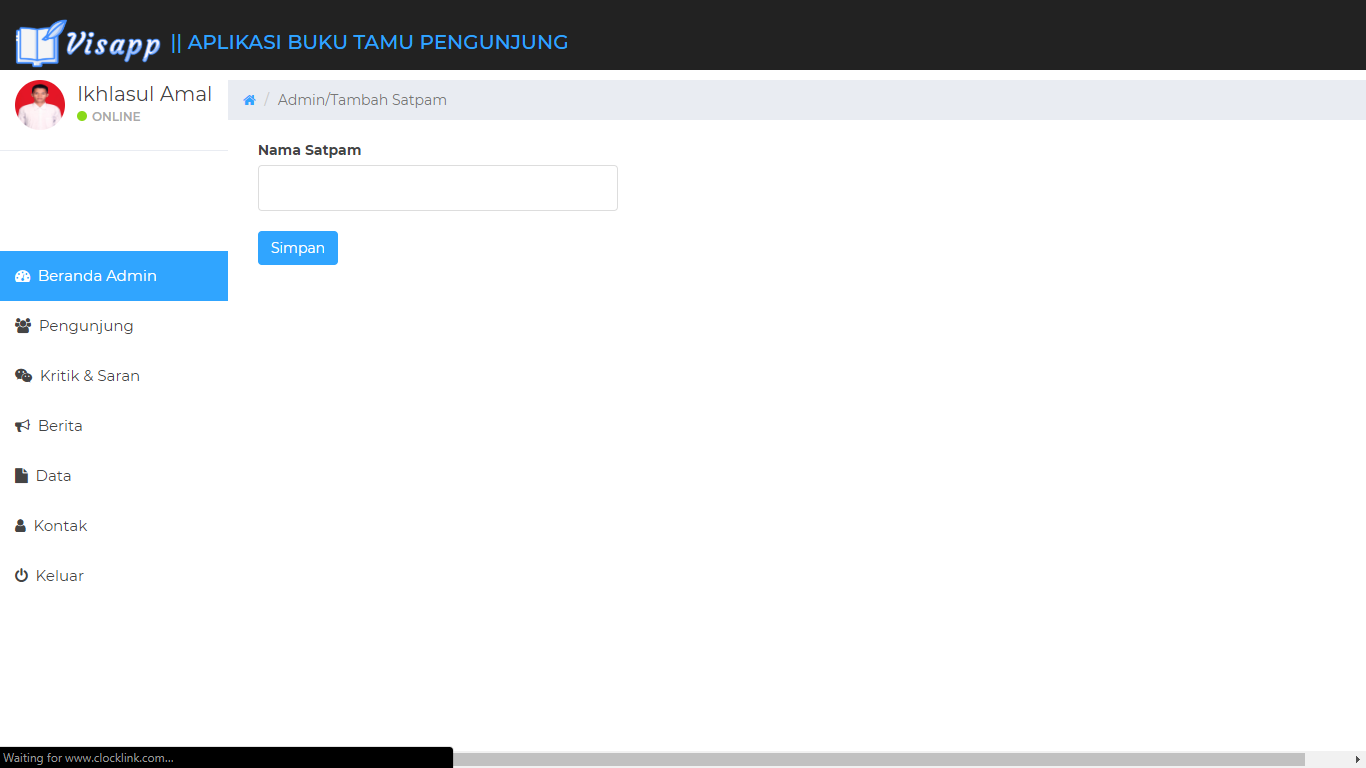 Visapp || APLIKASI BUKU TAMU PENGUNJUNG
Ikhlasul Amal
ONLINE
/ Admin/Tambah Satpam
Nama Satpam
Simpan
Beranda Admin
Pengunjung
Kritik & Saran
Berita
Data
Kontak
Keluar
Waiting for www.clocklink.com...